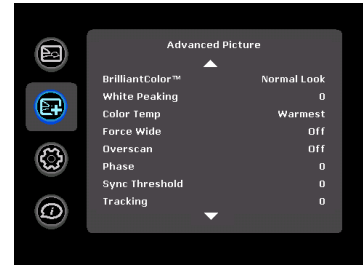 Advanced Picture
BrilliantColor™ Normal Look
White Peaking 0
Color Temp Warmest
Force Wide Off
Overscan Off
Phase 0
Sync Threshold 0
Tracking 0